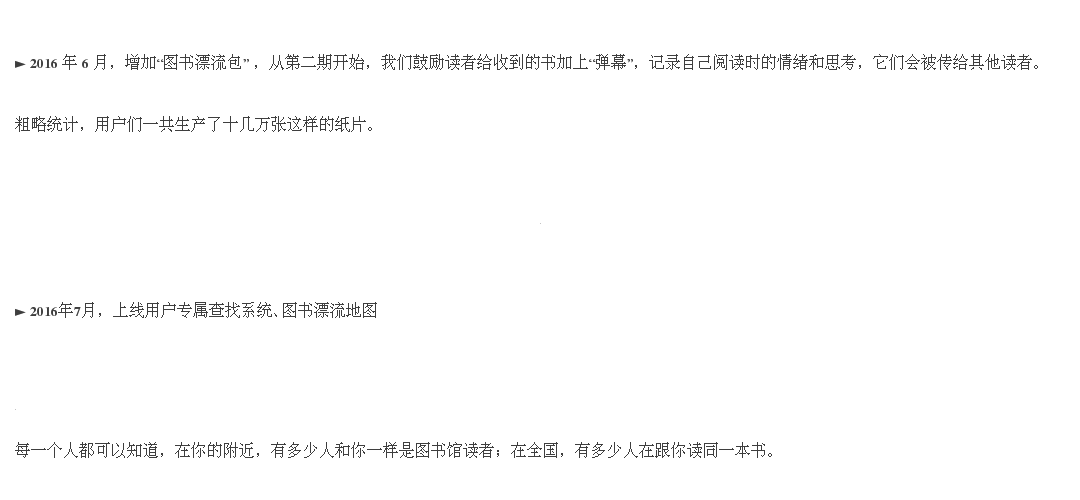 ► 2016 年 6 月，增加“图书漂流包” ，从第二期开始，我们鼓励读者给收到的书加上“弹幕”，记录自己阅读时的情绪和思考，它们会被传给其他读者。
粗略统计，用户们一共生产了十几万张这样的纸片。
► 2016年7月，上线用户专属查找系统、图书漂流地图
每一个人都可以知道，在你的附近，有多少人和你一样是图书馆读者；在全国，有多少人在跟你读同一本书。